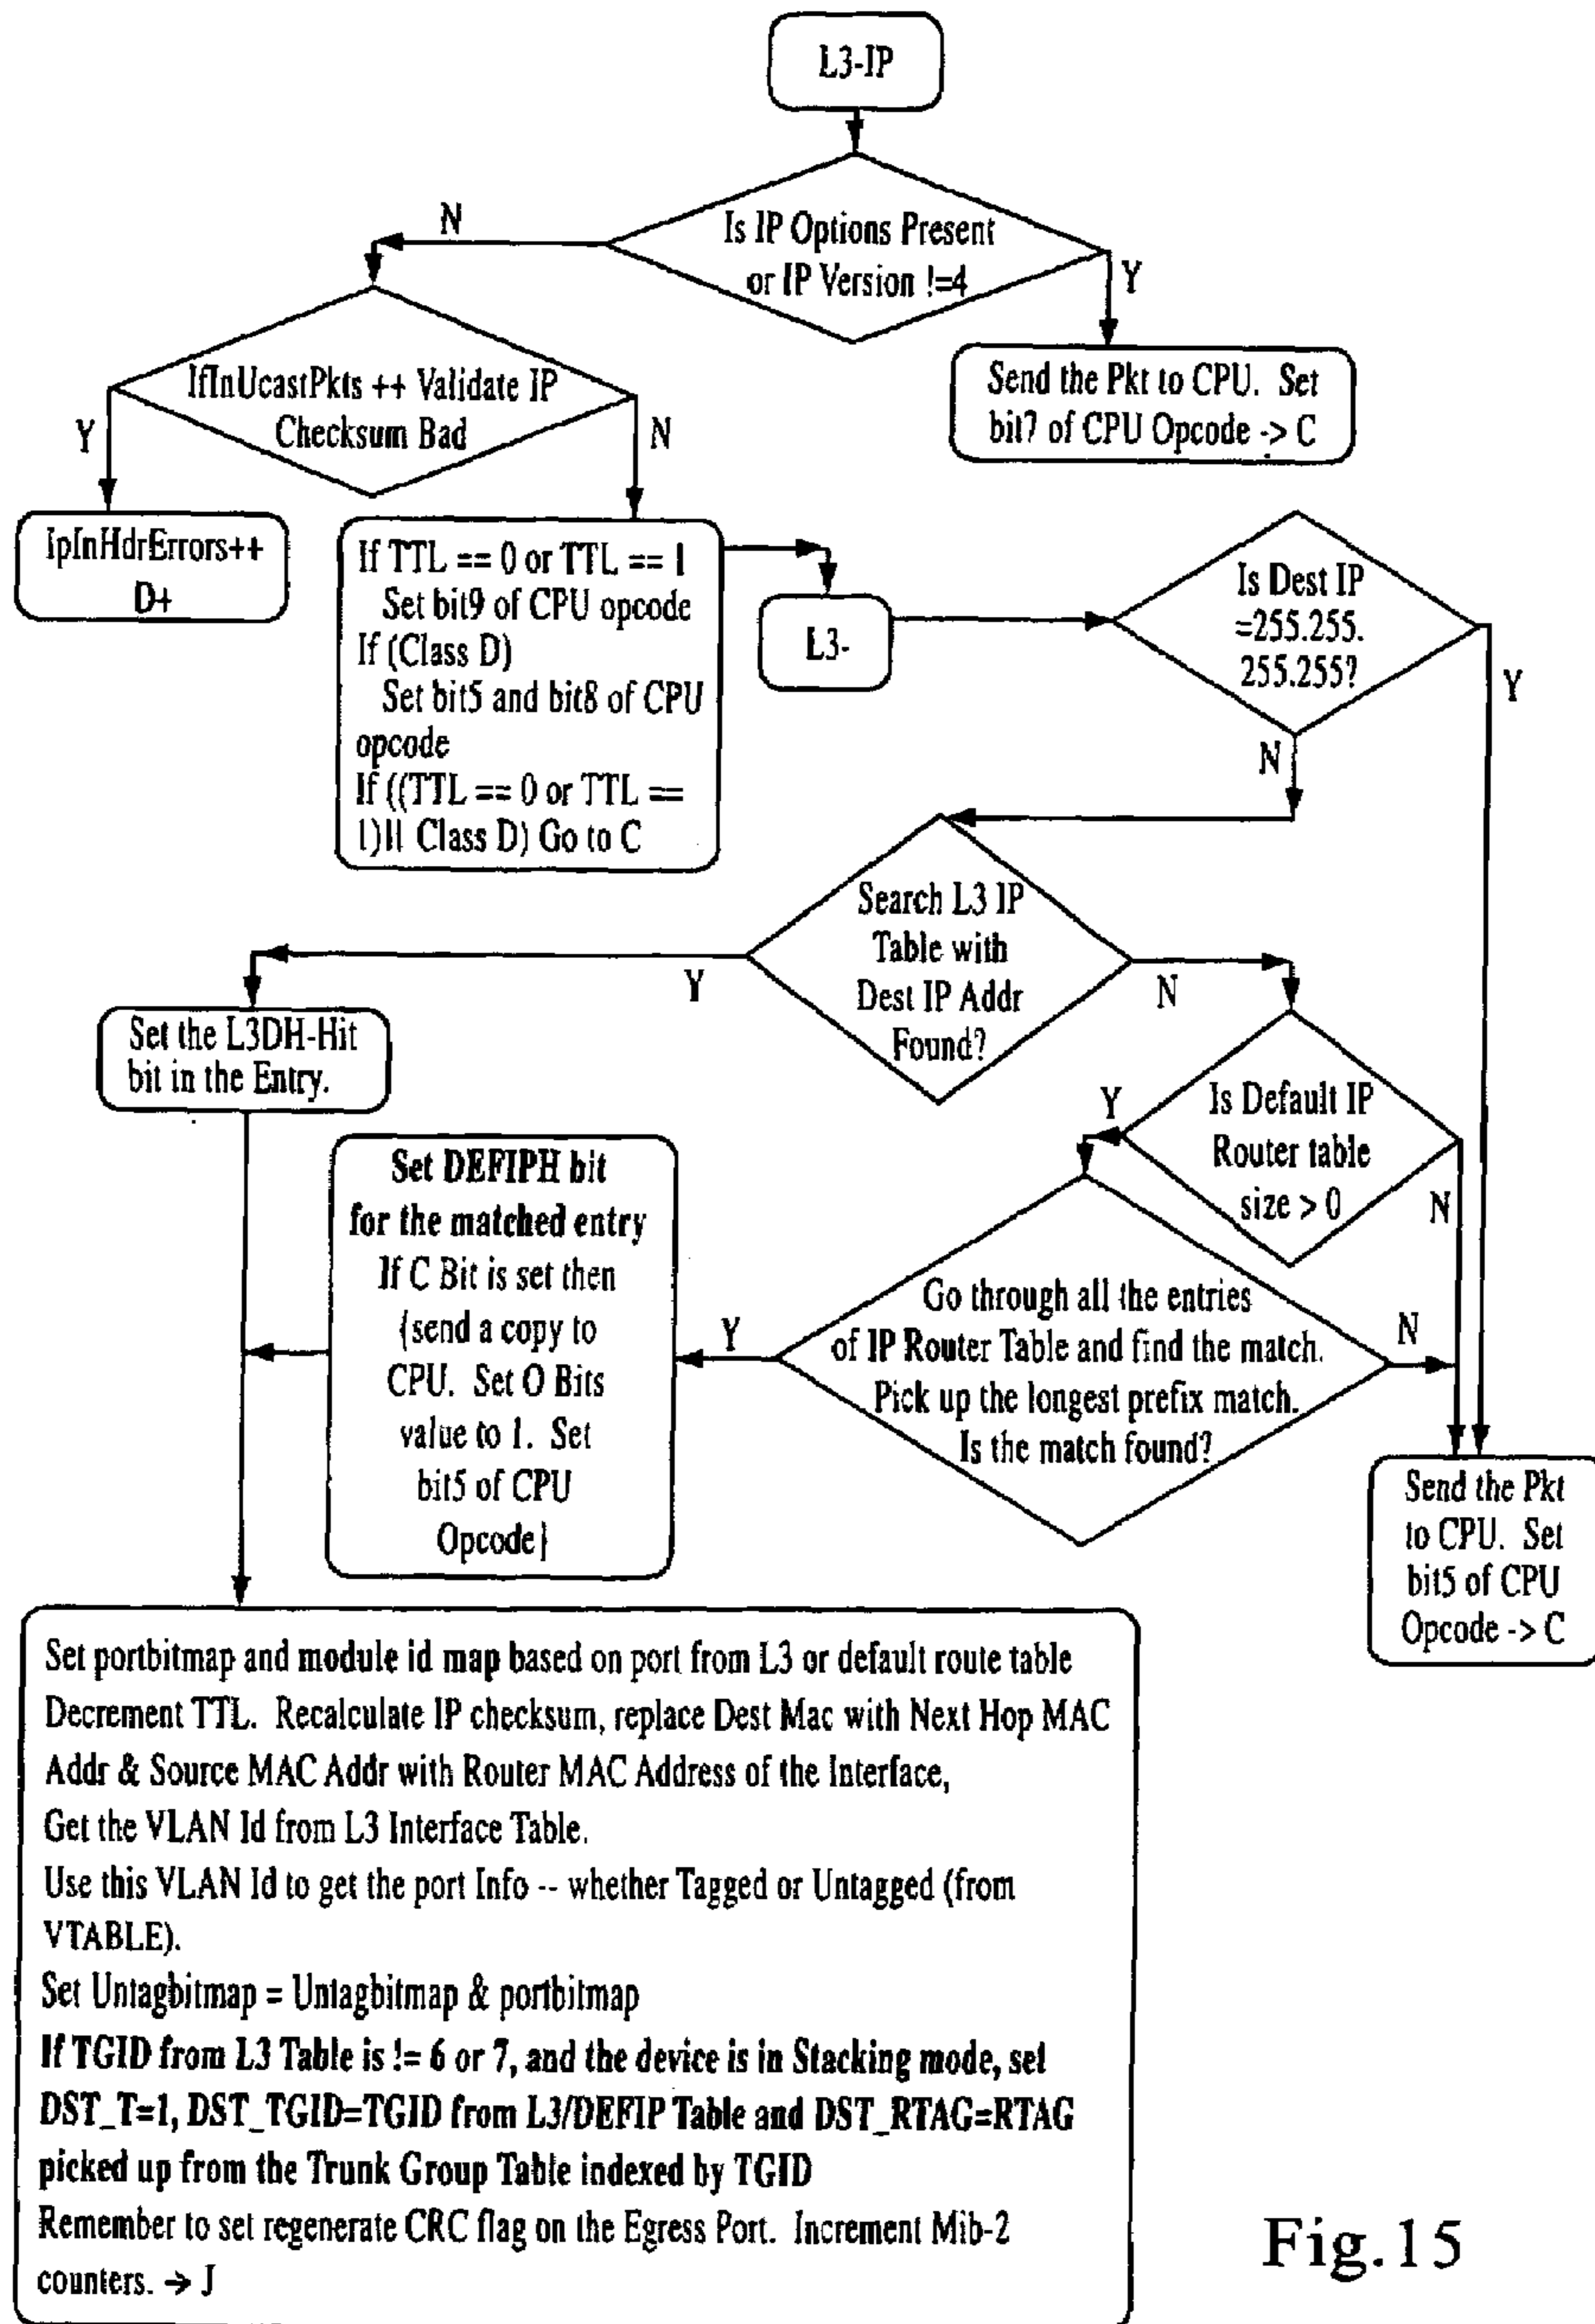 L3-IP
N
Is IP Options Present
or IP Version !=4
Y
Send the Pkt to CPU. Set
bit7 of CPU Opcode -> C
IfInUcastPkts ++ Validate IP
Checksum Bad
Y
N
IpInHdrErrors++
D+
If TTL == 0 or TTL == 1
Set bit9 of CPU opcode
If (Class D)
Set bit5 and bit8 of CPU
opcode
If ((TTL == 0 or TTL ==
1)|| Class D) Go to C
L3-
Is Dest IP
=255.255.
255.255?
Y
N
Search L3 IP
Table with
Dest IP Addr
Found?
Y
N
Set the L3DH-Hit
bit in the Entry.
Is Default IP
Router table
size > 0
Y
N
Set DEFIPH bit
for the matched entry
If C Bit is set then
{send a copy to
CPU. Set O Bits
value to 1. Set
bit5 of CPU
Opcode}
Y
Go through all the entries
of IP Router Table and find the match.
Pick up the longest prefix match.
Is the match found?
N
Send the Pkt
to CPU. Set
bit5 of CPU
Opcode -> C
Set portbitmap and module id map based on port from L3 or default route table
Decrement TTL. Recalculate IP checksum, replace Dest Mac with Next Hop MAC
Addr & Source MAC Addr with Router MAC Address of the Interface,
Get the VLAN Id from L3 Interface Table.
Use this VLAN Id to get the port Info -- whether Tagged or Untagged (from
VTABLE).
Set Untagbitmap = Untagbitmap & portbitmap
If TGID from L3 Table is != 6 or 7, and the device is in Stacking mode, set
DST_T=1, DST_TGID=TGID from L3/DEFIP Table and DST_RTAG=RTAG
picked up from the Trunk Group Table indexed by TGID
Remember to set regenerate CRC flag on the Egress Port. Increment Mib-2
counters. → J
Fig.15